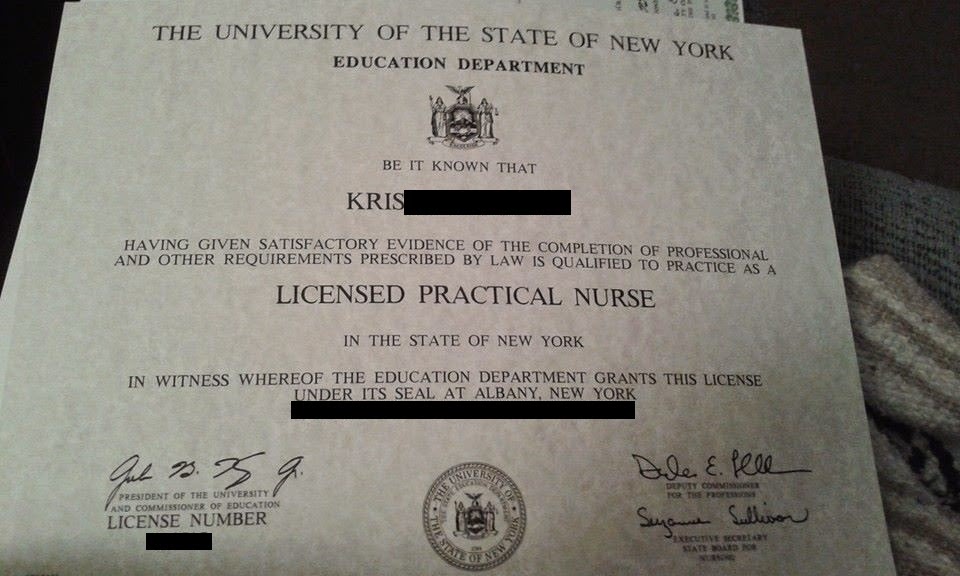 THE UNIVERSITY OF THE STATE OF NEW YORK
EDUCATION DEPARTMENT
EXCELSIOR
BE IT KNOWN THAT
KRIS
HAVING GIVEN SATISFACTORY EVIDENCE OF THE COMPLETION OF PROFESSIONAL
AND OTHER REQUIREMENTS PRESCRIBED BY LAW IS QUALIFIED TO PRACTICE AS A
LICENSED PRACTICAL NURSE
IN THE STATE OF NEW YORK
IN WITNESS WHEREOF THE EDUCATION DEPARTMENT GRANTS THIS LICENSE
UNDER ITS SEAL AT ALBANY, NEW YORK
PRESIDENT OF THE UNIVERSITY
AND COMMISSIONER OF EDUCATION
LICENSE NUMBER
THE UNIVERSITY OF
THE STATE OF NEW YORK
DEPUTY COMMISSIONER
FOR THE PROFESSIONS
Suzanne Sullivan
EXECUTIVE SECRETARY
STATE BOARD FOR
NURSING